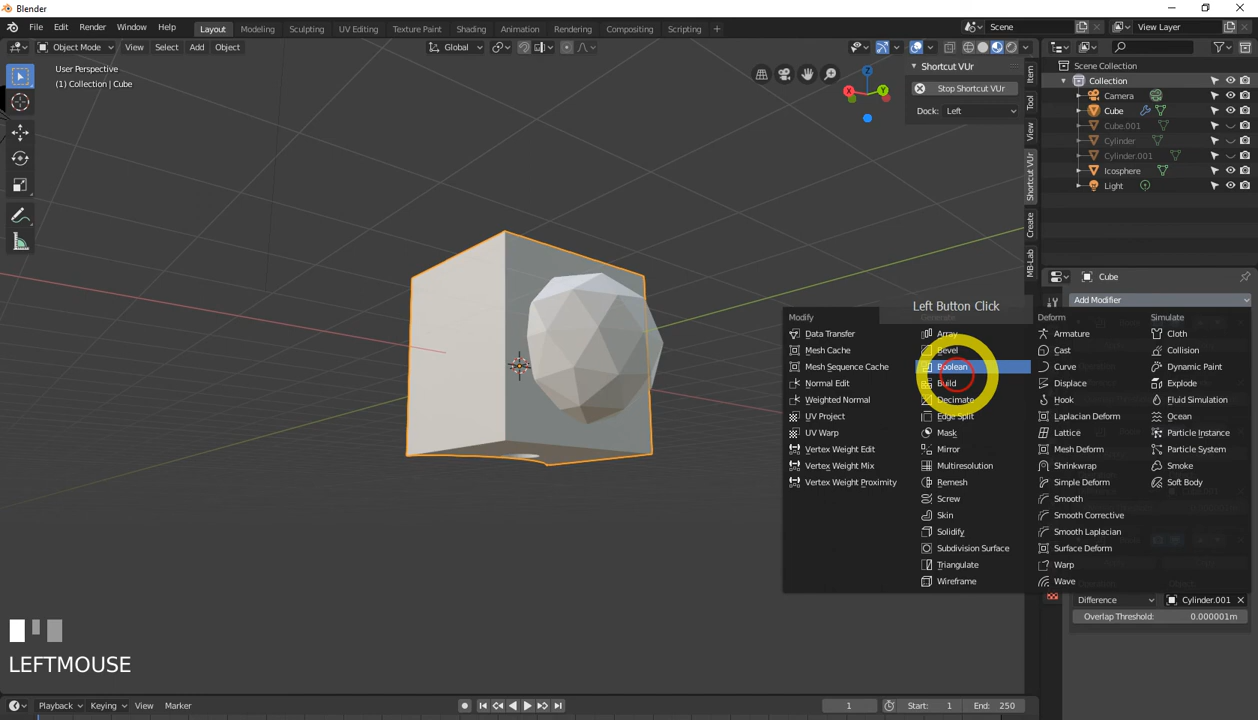 Blender
File Edit Render Window Help
Layout Modeling Sculpting UV Editing Texture Paint Shading Animation Rendering Compositing Scripting +
Scene
View Layer
Object Mode View Select Add Object
Global
User Perspective
(1) Collection | Cube
Shortcut VUr
Stop Shortcut VUr
Dock: Left
Item
Tool
View
Shortcut VUr
Create
MB-Lab
X
Y
Z
Scene Collection
Collection
Camera
Cube
Cube.001
Cylinder
Cylinder.001
Icosphere
Light
Cube
Add Modifier
Left Button Click
Modify
Data Transfer
Mesh Cache
Mesh Sequence Cache
Normal Edit
Weighted Normal
UV Project
UV Warp
Vertex Weight Edit
Vertex Weight Mix
Vertex Weight Proximity
Array
Bevel
Boolean
Build
Decimate
Edge Split
Mask
Mirror
Multiresolution
Remesh
Screw
Skin
Solidify
Subdivision Surface
Triangulate
Wireframe
Deform
Armature
Cast
Curve
Displace
Hook
Laplacian Deform
Lattice
Mesh Deform
Shrinkwrap
Simple Deform
Smooth
Smooth Corrective
Smooth Laplacian
Surface Deform
Warp
Wave
Simulate
Cloth
Collision
Dynamic Paint
Explode
Fluid Simulation
Ocean
Particle Instance
Particle System
Smoke
Soft Body
Difference Cylinder.001
Overlap Threshold: 0.000001m
LEFTMOUSE
Playback Keying View Marker
1 Start: 1 End: 250